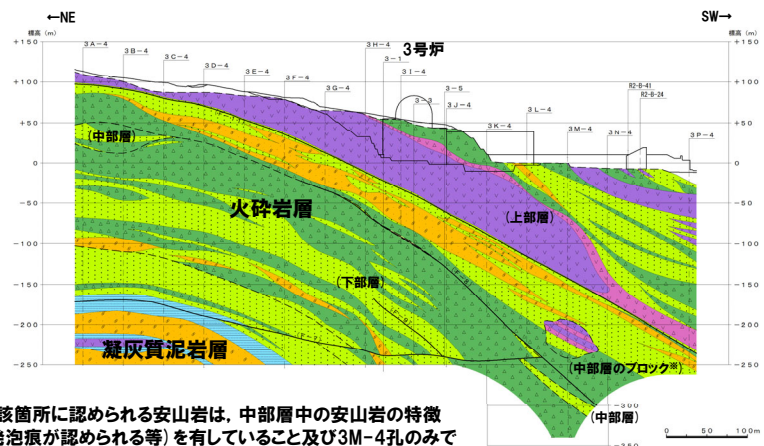 ←NE
SW→
標高(m)
標高(m)
3号炉
3A-4
3B-4
3C-4
3D-4
3E-4
3F-4
3G-4
3H-4
3-1
3I-4
3-3
3-5
3J-4
3K-4
3L-4
3M-4
3N-4
R2-B-41
R2-6-24
3P-4
+150
+100
+50
0
-50
-100
-150
-200
-250
+150
+100
+50
0
-50
-100
-150
-200
-250
-300
(中部層)
火砕岩層
(上部層)
(下部層)
凝灰質泥岩層
(F-8)
(F-7)
(中部層のブロック※)
(中部層)
0 50 100m
該箇所に認められる安山岩は,中部層中の安山岩の特徴
発泡痕が認められる等)を有していること及び3M-4孔のみで